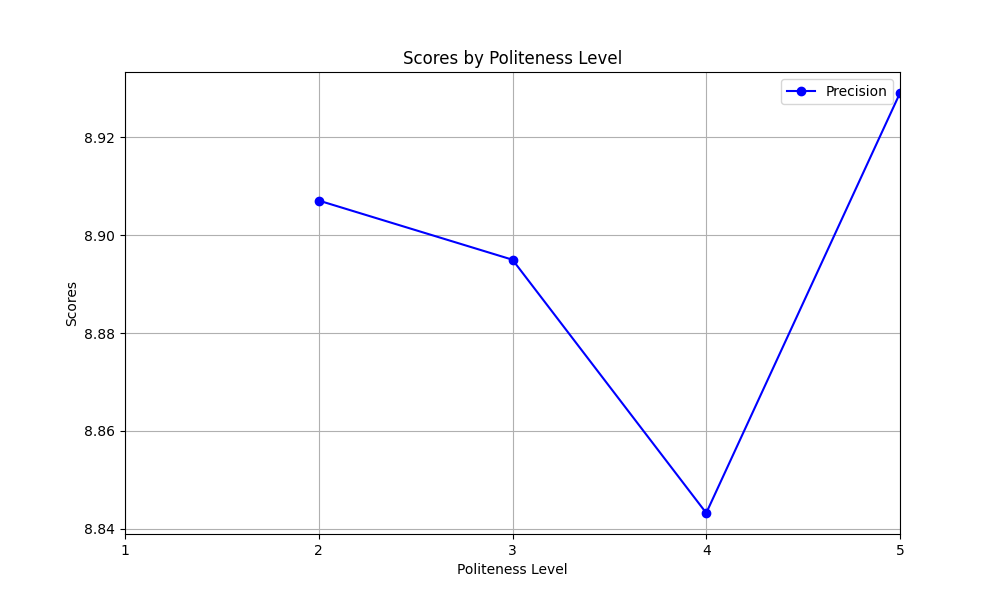 Scores by Politeness Level
Precision
8.92
8.90
8.88
8.86
8.84
Scores
1 2 3 4 5
Politeness Level